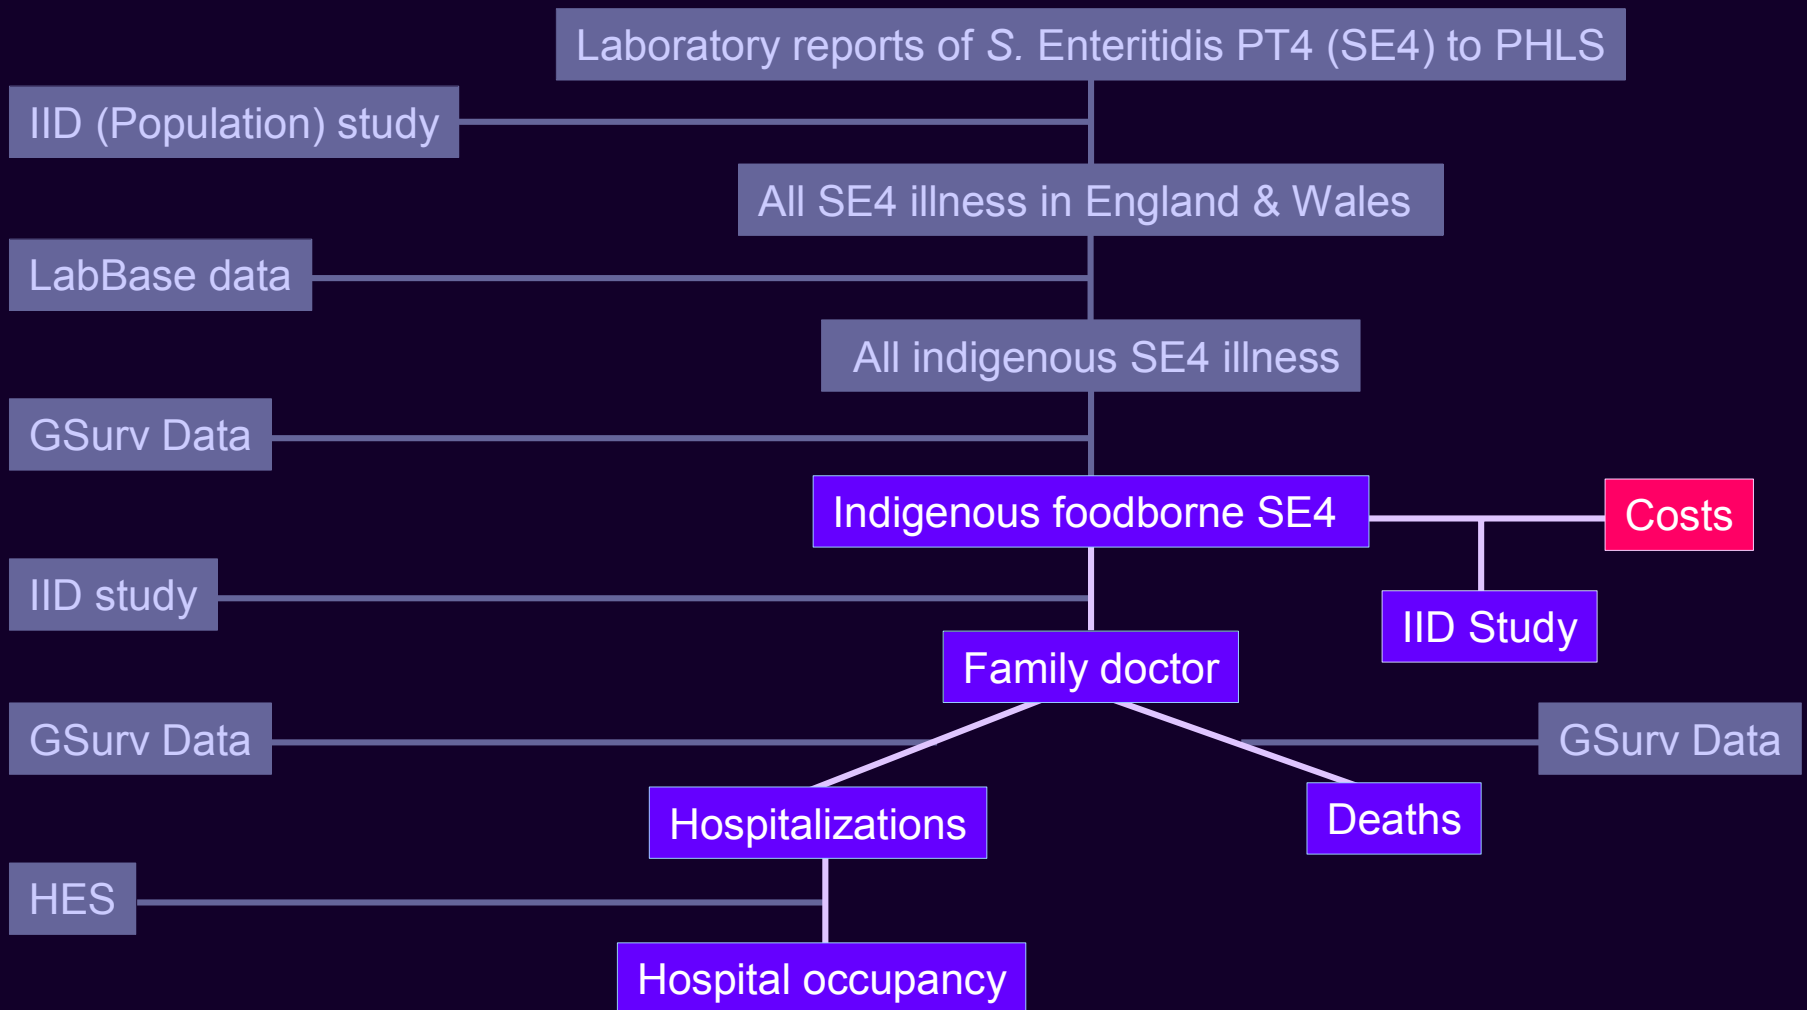 Laboratory reports of S. Enteritidis PT4 (SE4) to PHLS
IID (Population) study
All SE4 illness in England & Wales
LabBase data
All indigenous SE4 illness
GSurv Data
Indigenous foodborne SE4
Costs
IID study
IID Study
Family doctor
GSurv Data
GSurv Data
Hospitalizations
Deaths
HES
Hospital occupancy